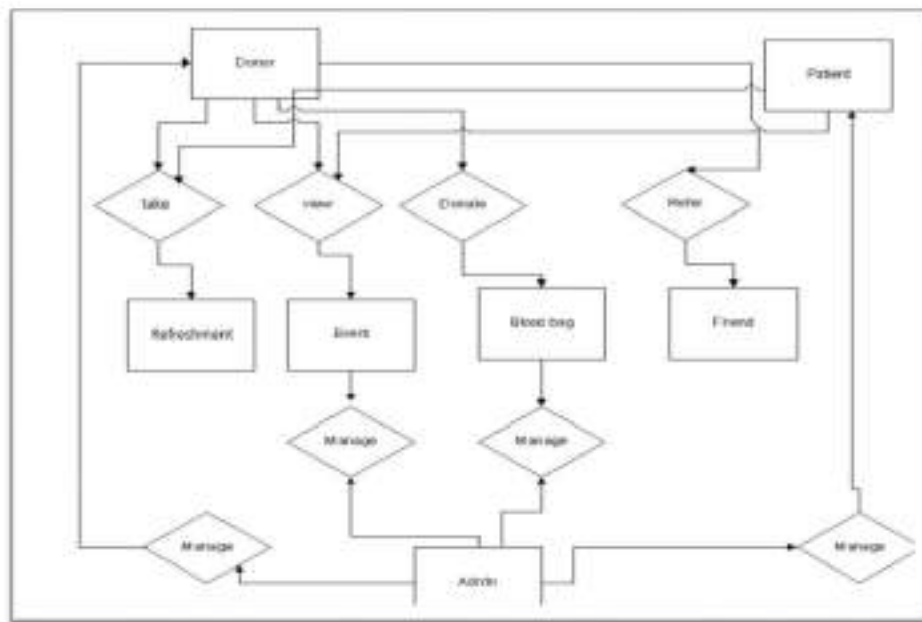 Donor
Patient
take
view
Donate
Refer
Refreshment
Event
Blood bag
Friend
Manage
Manage
Manage
Admin
Manage